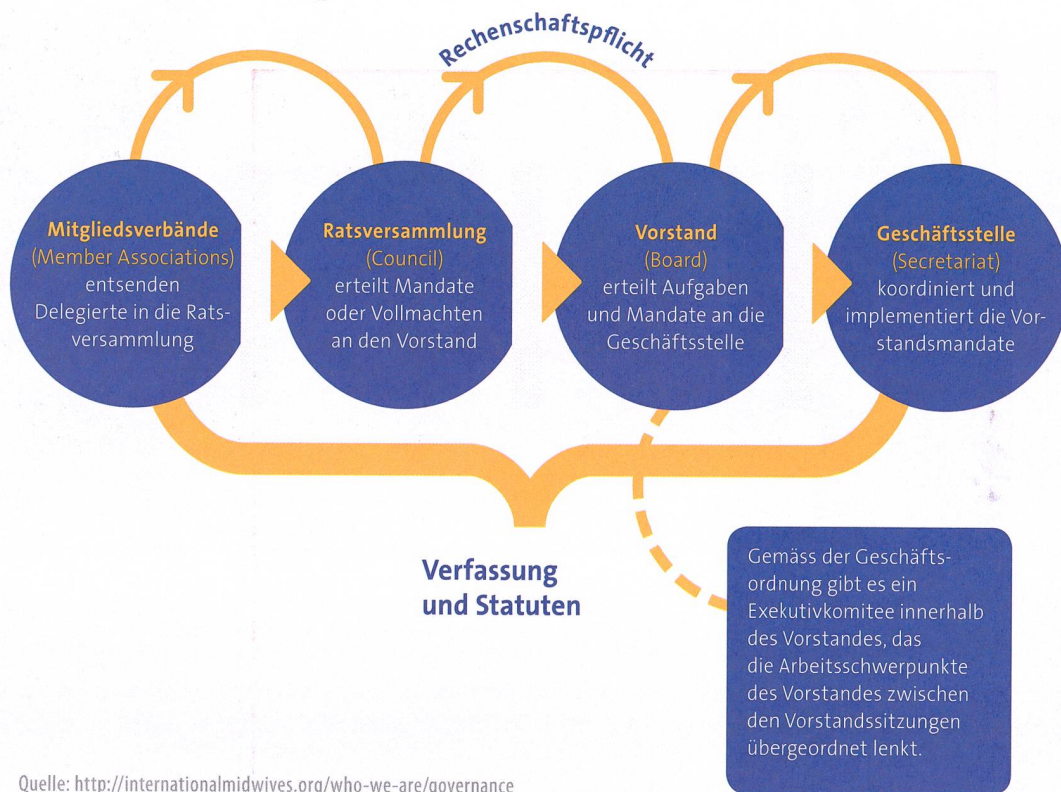 Rechenschaftspflicht
Mitgliedsverbände
(Member Associations)
entsenden
Delegierte in die Rats-
versammlung
Ratsversammlung
(Council)
erteilt Mandate
oder Vollmachten
an den Vorstand
Vorstand
(Board)
erteilt Aufgaben
und Mandate an die
Geschäftsstelle
Geschäftsstelle
(Secretariat)
koordiniert und
implementiert die Vor-
standsmandate
Verfassung
und Statuten
Gemäss der Geschäfts-
ordnung gibt es ein
Exekutivkomitee innerhalb
des Vorstandes, das
die Arbeitsschwerpunkte
des Vorstandes zwischen
den Vorstandssitzungen
übergeordnet lenkt.
Quelle: http://internationalmidwives.org/who-we-are/governance